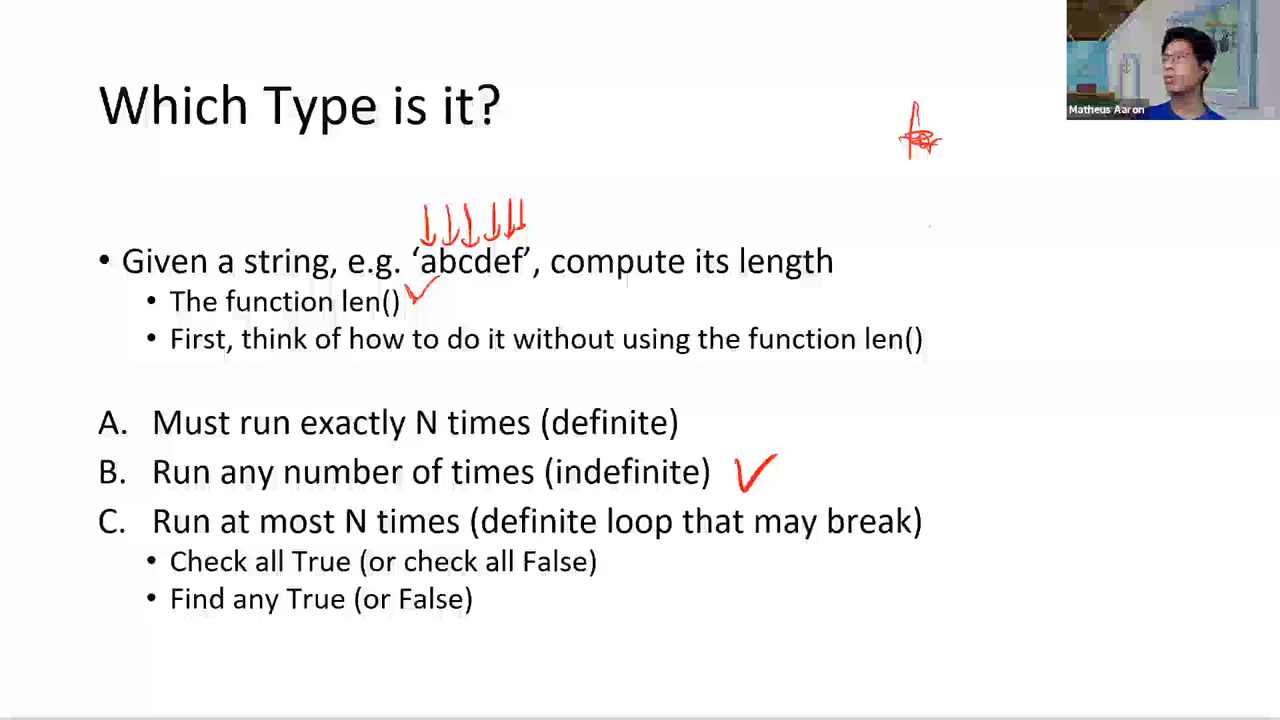 Which Type is it?
Matheus Aaron
• Given a string, e.g. ‘abcdef’, compute its length
• The function len()
• First, think of how to do it without using the function len()
A. Must run exactly N times (definite)
B. Run any number of times (indefinite)
C. Run at most N times (definite loop that may break)
• Check all True (or check all False)
• Find any True (or False)